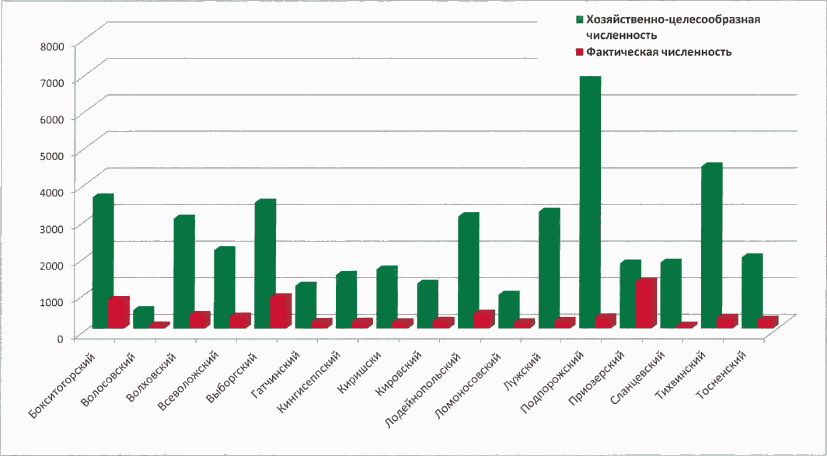 Хозяйственно-целесообразная
численность
Фактическая численность
8000
7000
6000
5000
4000
3000
2000
1000
0
Бокситогорский
Волосовский
Волховский
Всеволожский
Выборгский
Гатчинский
Кингисеппский
Киришски
Кировский
Лодейнопольский
Ломоносовский
Лужский
Подпорожский
Приозерский
Сланцевский
Тихвинский
Тосненский